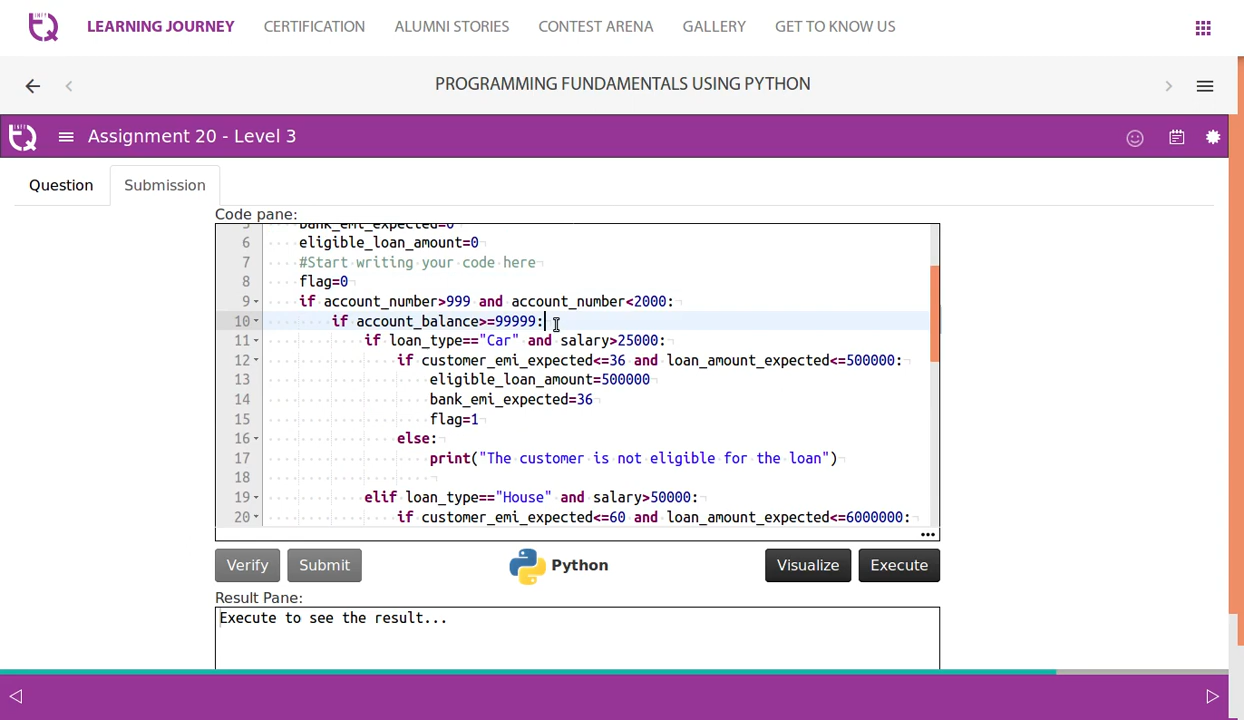 LEARNING JOURNEY CERTIFICATION ALUMNI STORIES CONTEST ARENA GALLERY GET TO KNOW US
PROGRAMMING FUNDAMENTALS USING PYTHON
Assignment 20 - Level 3
Question Submission
Code pane:
5 bank_emi_expected=0
6 eligible_loan_amount=0
7 #Start writing your code here
8 flag=0
9 if account_number>999 and account_number<2000:
10 if account_balance>=99999:
11 if loan_type=="Car" and salary>25000:
12 if customer_emi_expected<=36 and loan_amount_expected<=500000:
13 eligible_loan_amount=500000
14 bank_emi_expected=36
15 flag=1
16 else:
17 print("The customer is not eligible for the loan")
18
19 elif loan_type=="House" and salary>50000:
20 if customer_emi_expected<=60 and loan_amount_expected<=6000000:
Verify Submit Python Visualize Execute
Result Pane:
Execute to see the result...